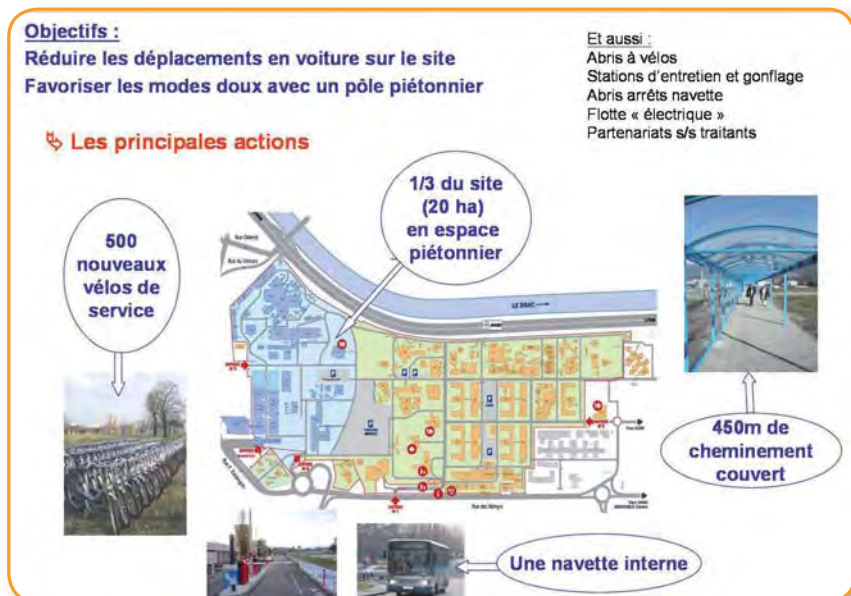 Objectifs :
Réduire les déplacements en voiture sur le site
Favoriser les modes doux avec un pôle piétonnier
Et aussi :
Abris à vélos
Stations d'entretien et gonflage
Abris arrêts navette
Flotte « électrique »
Partenariats s/s traitants
Les principales actions
500
nouveaux
vélos de
service
1/3 du site
(20 ha)
en espace
piétonnier
LE DRAC
P
P
P
P
P
Rue des Martyrs
450m de
cheminement
couvert
Une navette interne